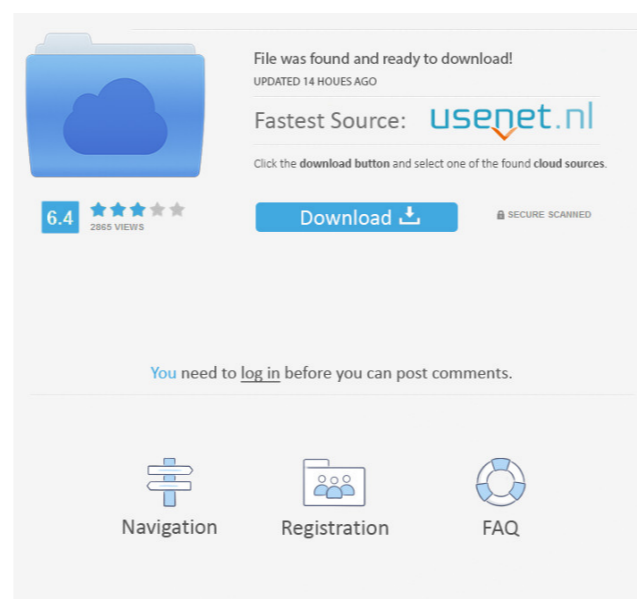 File was found and ready to download!
UPDATED 14 HOUES AGO
Fastest Source: usenet.nl
Click the download button and select one of the found cloud sources.
6.4
2865 VIEWS
Download
SECURE SCANNED
You need to log in before you can post comments.
Navigation
Registration
FAQ